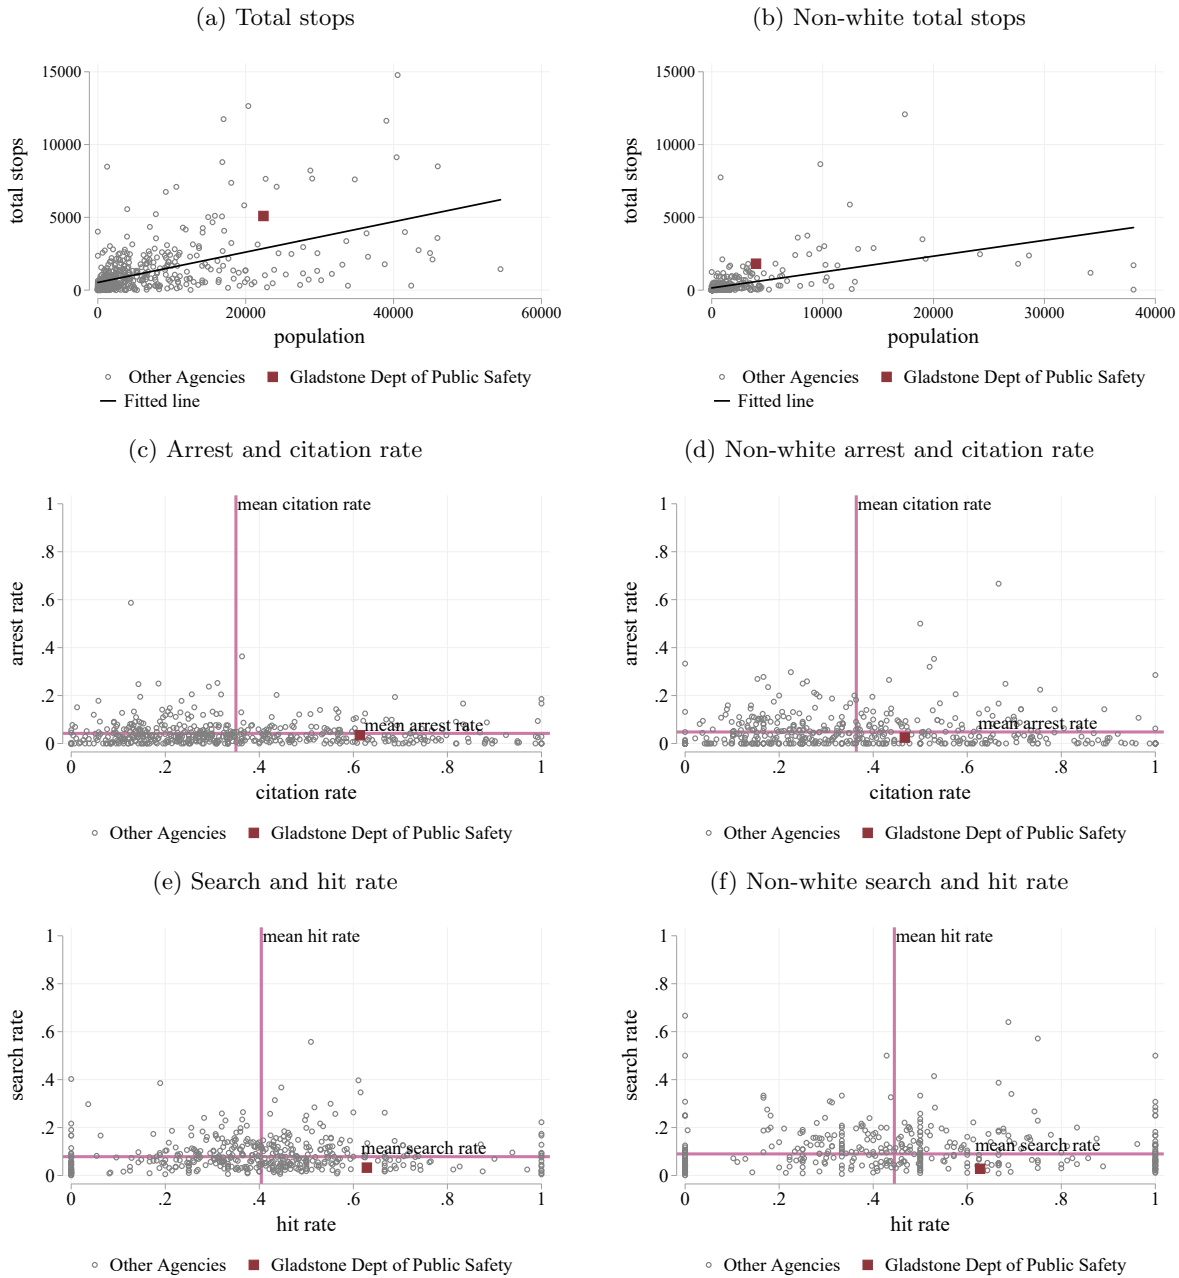 (a) Total stops
(b) Non-white total stops
15000
10000
5000
0
total stops
0
20000
40000
60000
population
Other Agencies
Gladstone Dept of Public Safety
Fitted line
15000
10000
5000
0
total stops
0
10000
20000
30000
40000
population
Other Agencies
Gladstone Dept of Public Safety
Fitted line
(c) Arrest and citation rate
(d) Non-white arrest and citation rate
1
.8
.6
.4
.2
0
arrest rate
mean citation rate
mean arrest rate
0
.2
.4
.6
.8
1
citation rate
Other Agencies
Gladstone Dept of Public Safety
1
.8
.6
.4
.2
0
arrest rate
mean citation rate
mean arrest rate
0
.2
.4
.6
.8
1
citation rate
Other Agencies
Gladstone Dept of Public Safety
(e) Search and hit rate
(f) Non-white search and hit rate
1
.8
.6
.4
.2
0
search rate
mean hit rate
mean search rate
0
.2
.4
.6
.8
1
hit rate
Other Agencies
Gladstone Dept of Public Safety
1
.8
.6
.4
.2
0
search rate
mean hit rate
mean search rate
0
.2
.4
.6
.8
1
hit rate
Other Agencies
Gladstone Dept of Public Safety